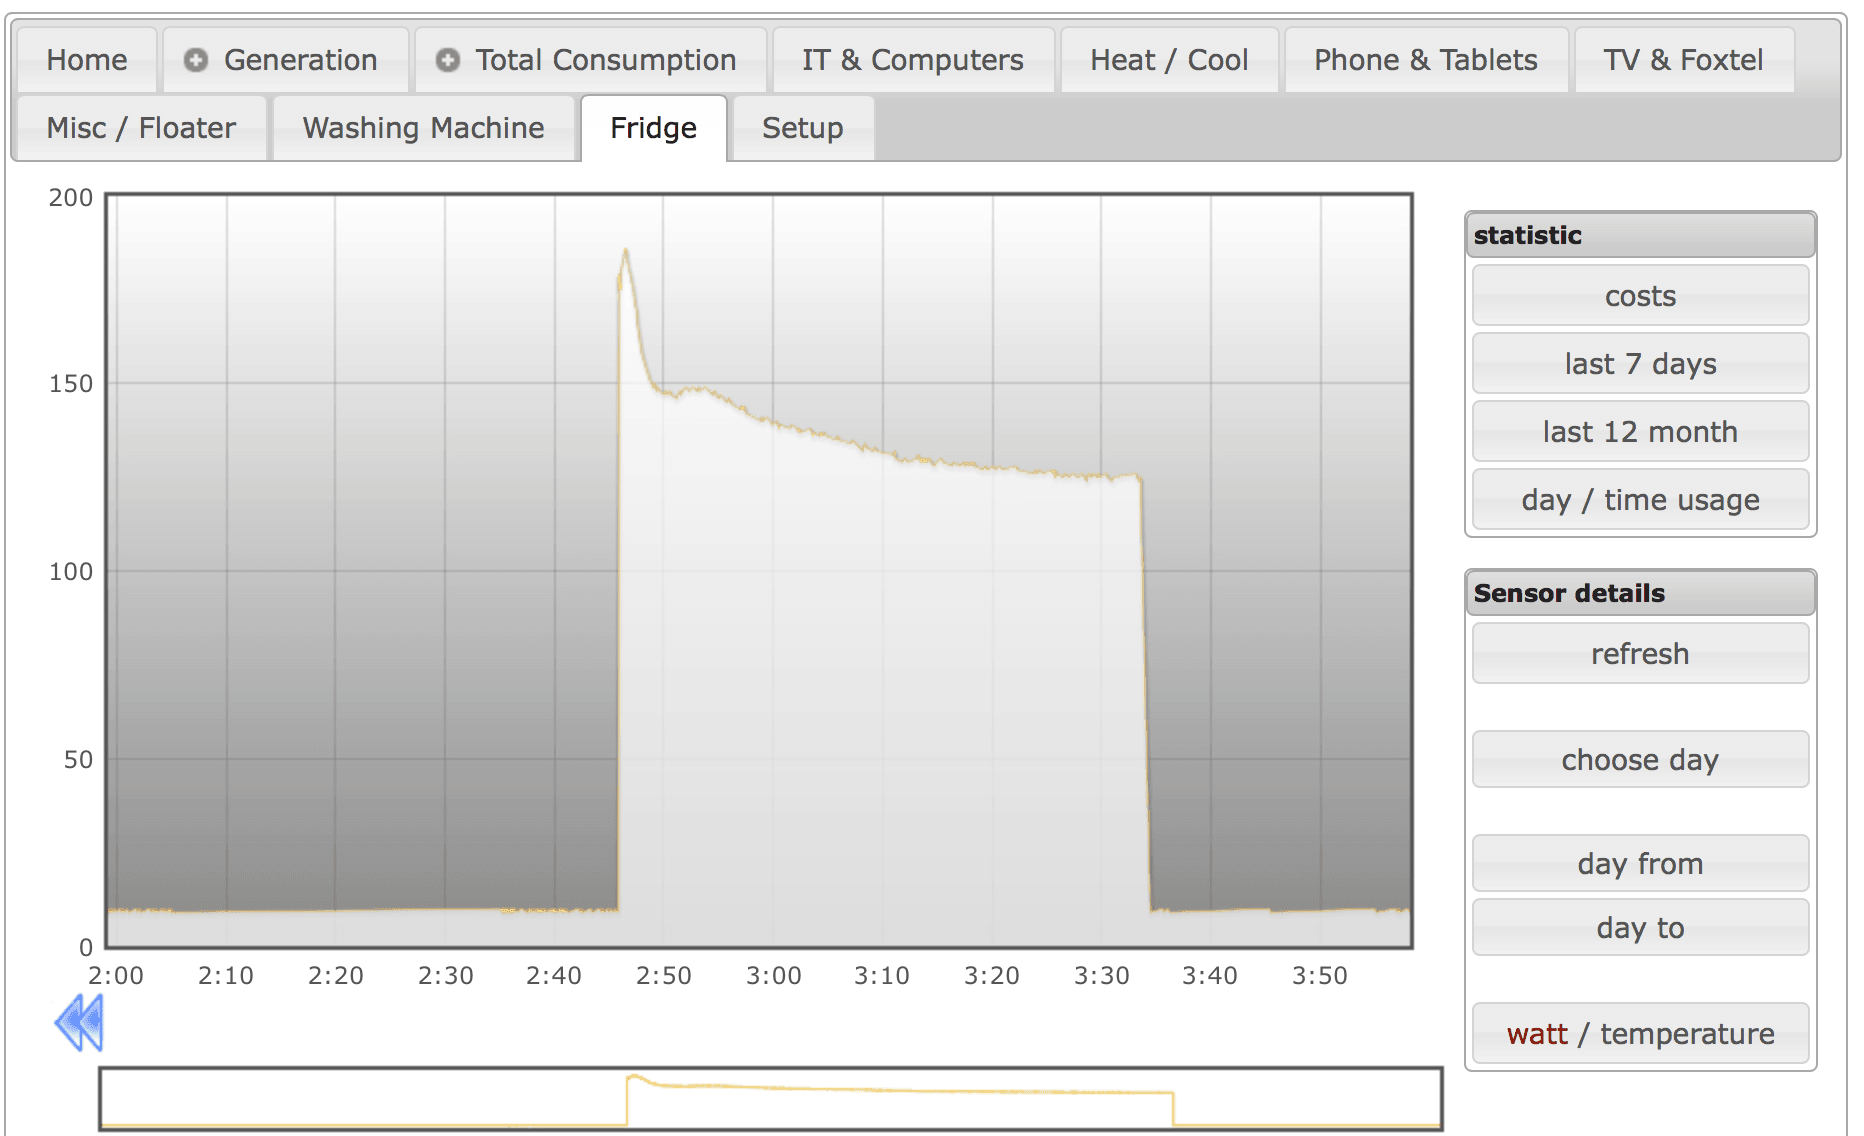 Home Generation Total Consumption IT & Computers Heat / Cool Phone & Tablets TV & Foxtel
Misc / Floater Washing Machine Fridge Setup
200
150
100
50
0
2:00 2:10 2:20 2:30 2:40 2:50 3:00 3:10 3:20 3:30 3:40 3:50
statistic
costs
last 7 days
last 12 month
day / time usage
Sensor details
refresh
choose day
day from
day to
watt / temperature